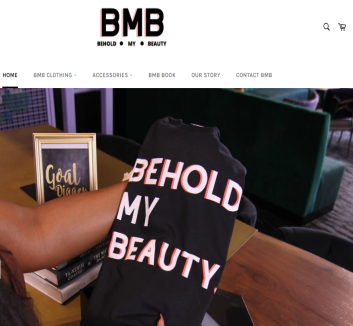 BMB
BEHOLD • MY • BEAUTY
HOME
BMB CLOTHING
ACCESSORIES
BMB BOOK
OUR STORY
CONTACT BMB
Goal
Digger
BEHOLD
MY
BEAUTY.